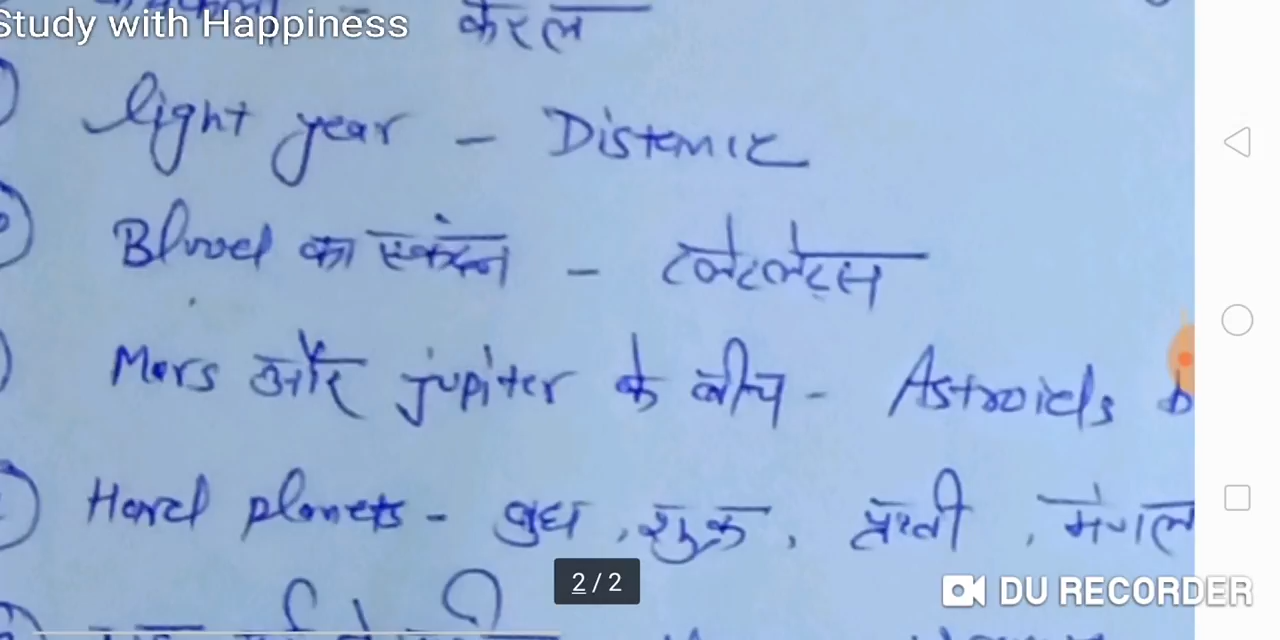 Study with Happiness
केरल
light year - Distance
Blood का स्कंदन - प्लेटलेट्स
Mars और Jupiter के बीच - Astroids b
Hard planets - बुध, शुक्र, पृथ्वी, मंगल
2/2
DU RECORDER